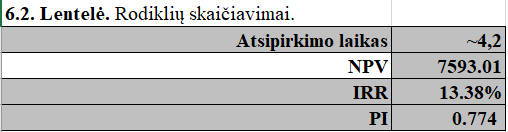 6.2. Lentelė. Rodiklių skaičiavimai.
Atsipirkimo laikas ~4,2
NPV 7593.01
IRR 13.38%
PI 0.774